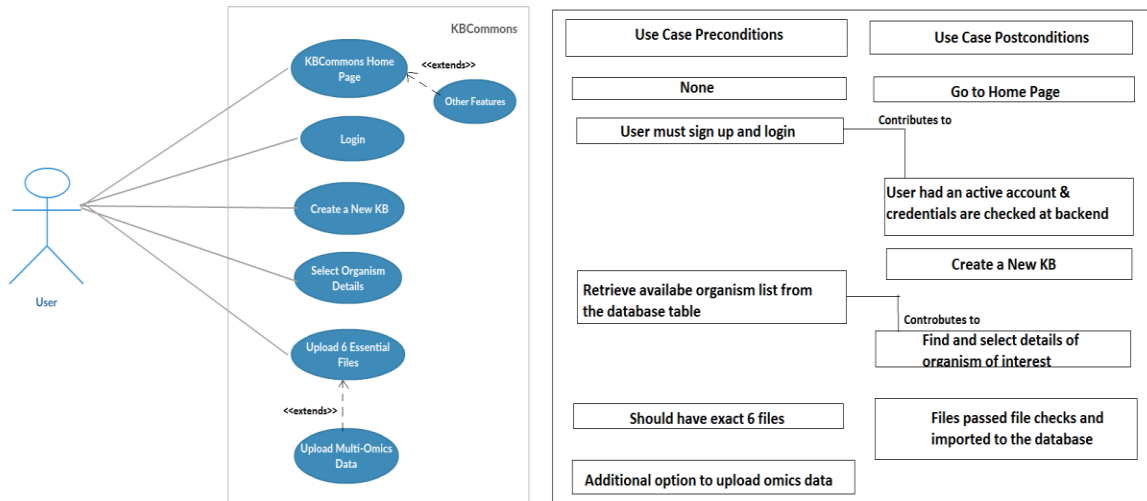 KBCommons
KBCommons Home
Page
<<extends>>
Other Features
Login
Create a New KB
Select Organism
Details
User
Upload 6 Essential
Files
<<extends>>
Upload Multi-Omics
Data
Use Case Preconditions
Use Case Postconditions
None
Go to Home Page
User must sign up and login
Contributes to
User had an active account &
credentials are checked at backend
Create a New KB
Retrieve availabe organism list from
the database table
Controbutes to
Find and select details of
organism of interest
Should have exact 6 files
Files passed file checks and
imported to the database
Additional option to upload omics data